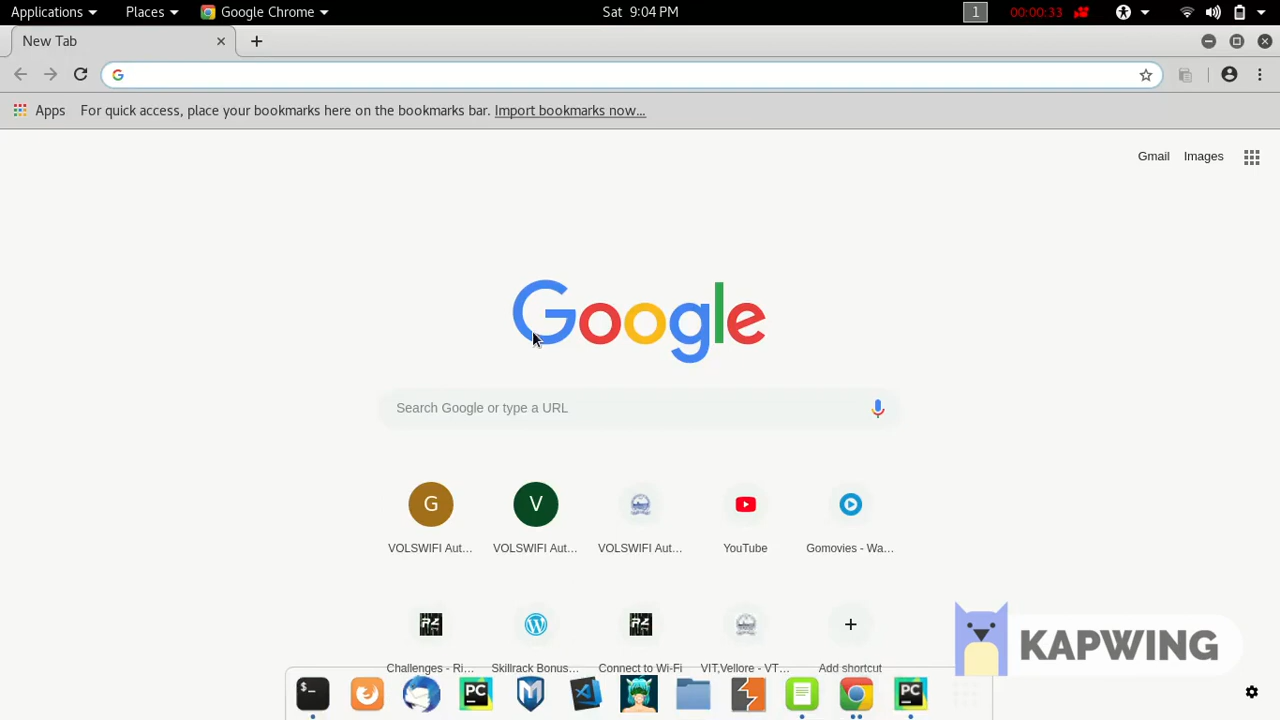 Applications Places Google Chrome Sat 9:04 PM 1 00:00:33
New Tab
Apps For quick access, place your bookmarks here on the bookmarks bar. Import bookmarks now...
Gmail Images
Google
Search Google or type a URL
G V
VOLSWIFI Aut... VOLSWIFI Aut... VOLSWIFI Aut... YouTube Gomovies - Wa...
Challenges - Ri... Skillrack Bonus... Connect to Wi-Fi VIT,Vellore - VT... Add shortcut
KAPWING
$_ PC PC